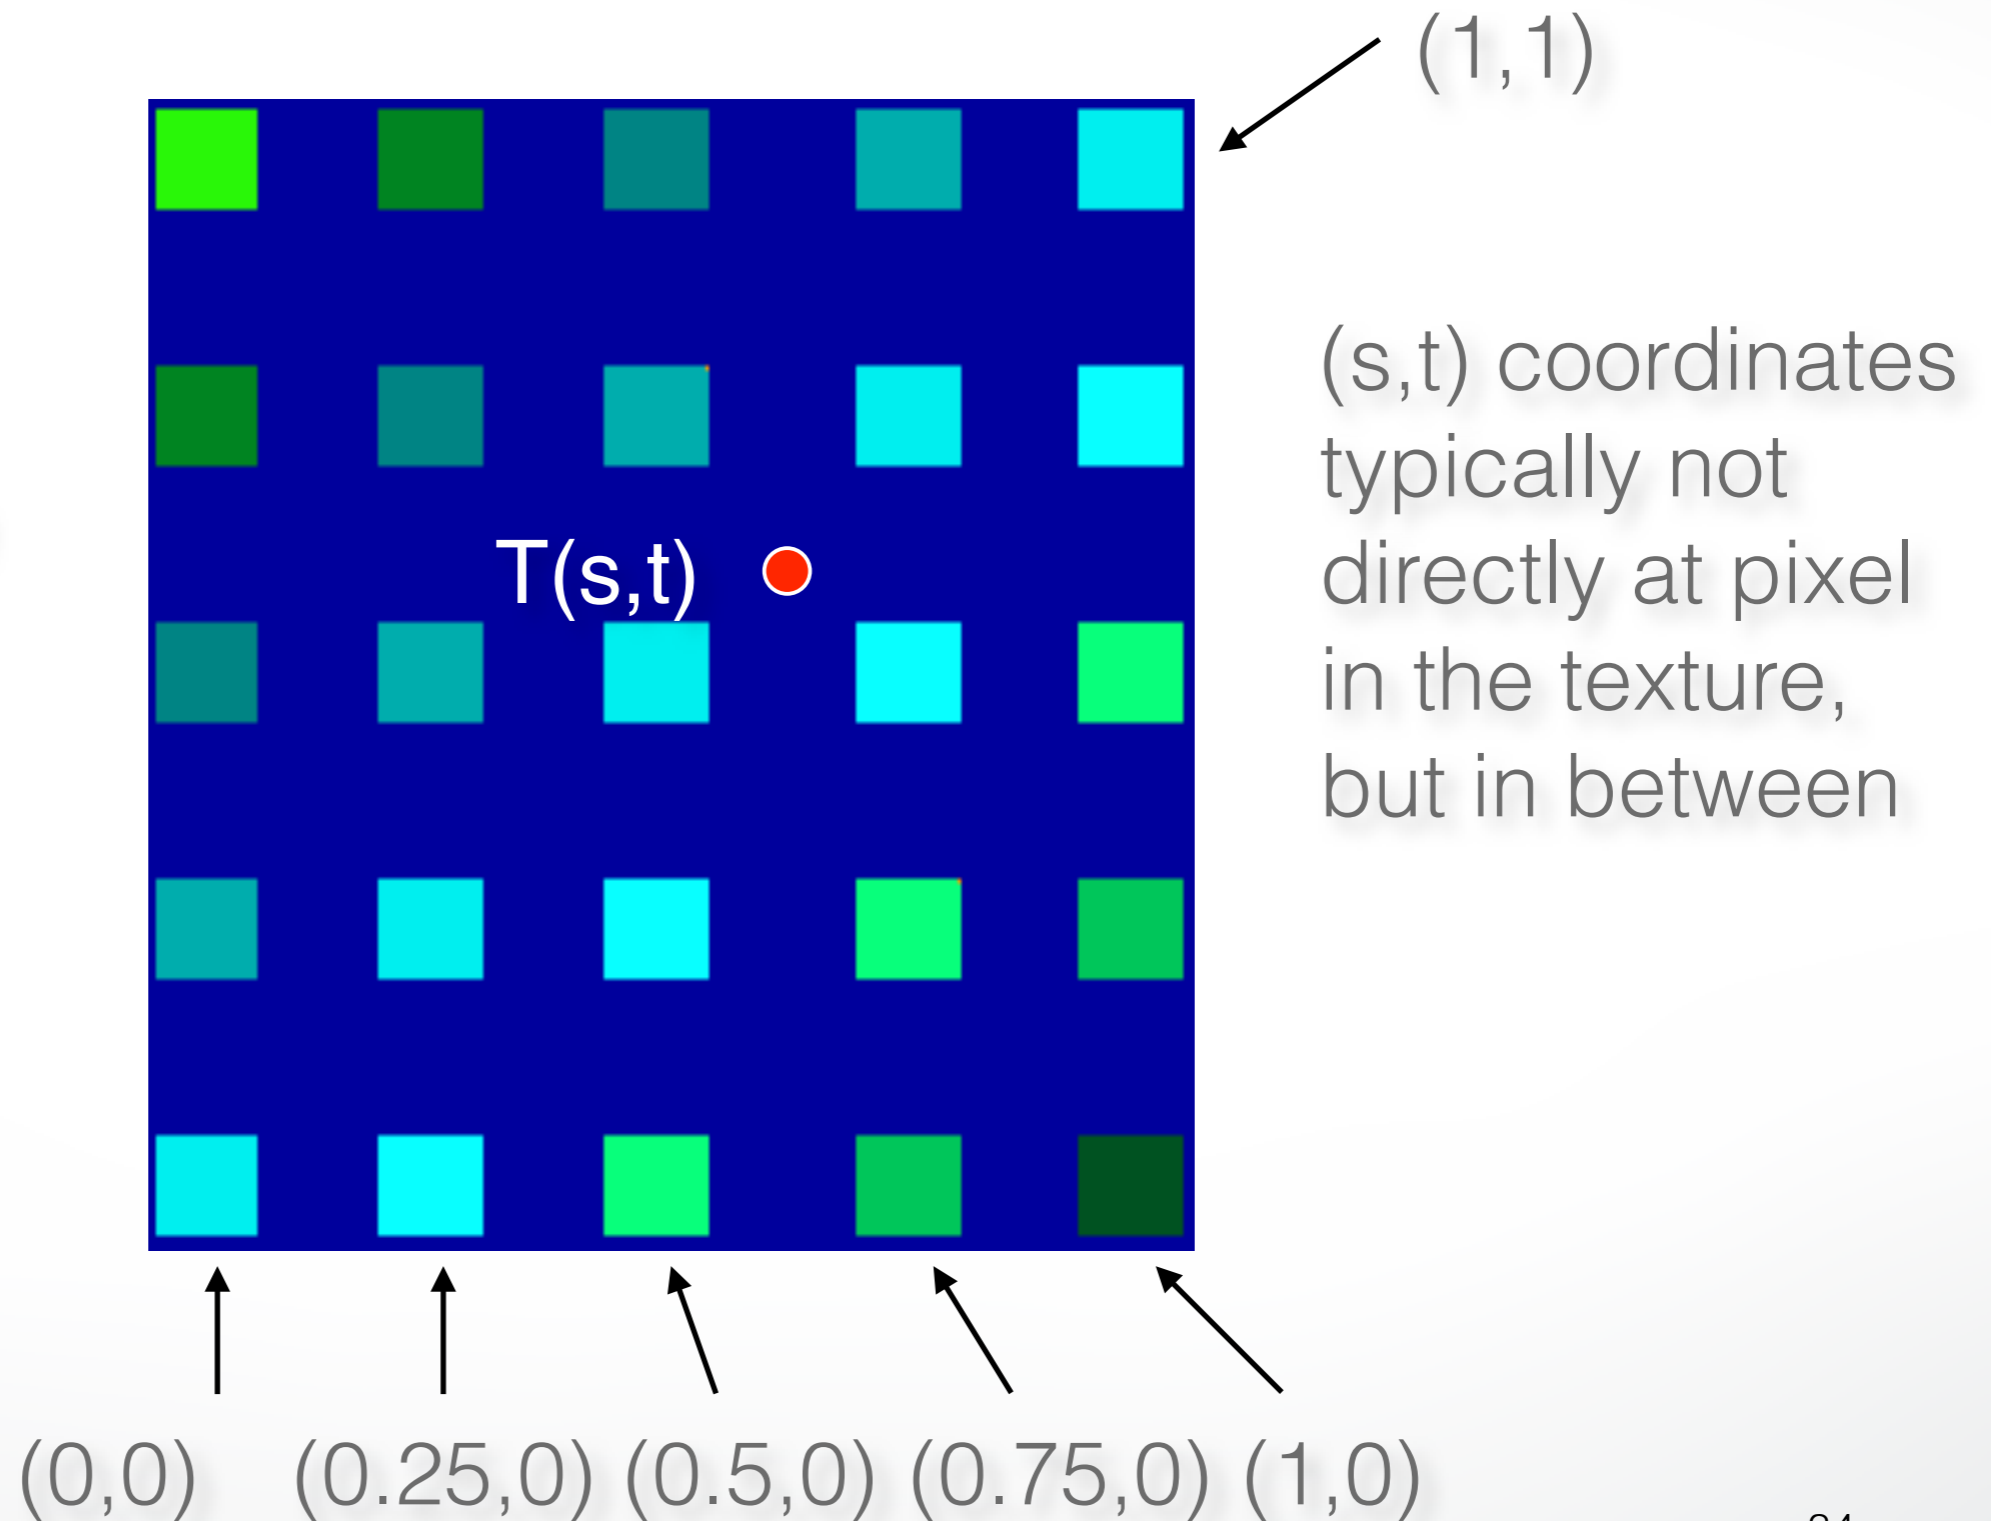 (1,1)
(s,t) coordinates
typically not
directly at pixel
in the texture,
but in between
T(s,t)
(0,0) (0.25,0) (0.5,0) (0.75,0) (1,0)